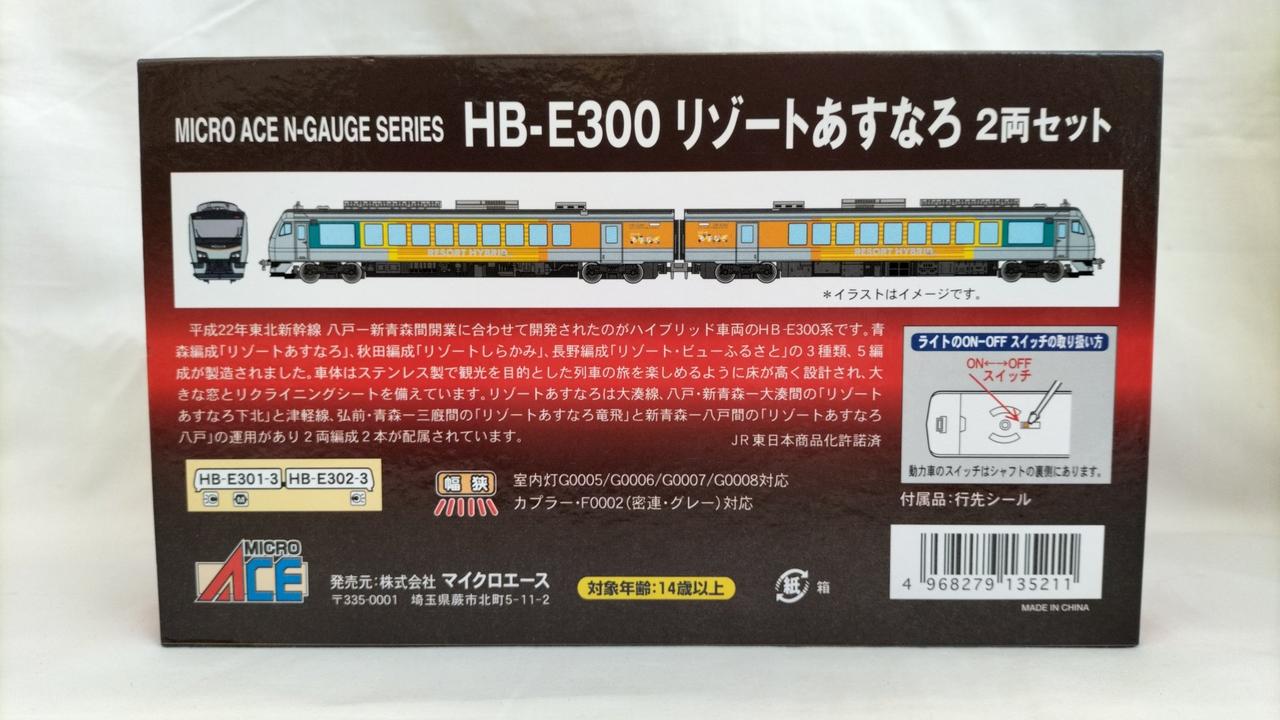 MICRO ACE N-GAUGE SERIES HB-E300 リゾートあすなろ 2両セット
RESORT HYBRID
RESORT HYBRID
＊イラストはイメージです。
平成22年東北新幹線 八戸ー新青森間開業に合わせて開発されたのがハイブリッド車両のHB-E300系です。青
森編成「リゾートあすなろ」、秋田編成「リゾートしらかみ」、長野編成「リゾート・ビューふるさと」の3種類、5編
成が製造されました。車体はステンレス製で観光を目的とした列車の旅を楽しめるように床が高く設計され、大
きな窓とリクライニングシートを備えています。リゾートあすなろは大湊線、八戸・新青森ー大湊間の「リゾート
あすなろ下北」と津軽線、弘前・青森ー三厩間の「リゾートあすなろ竜飛」と新青森ー八戸間の「リゾートあすなろ
八戸」の運用があり2両編成2本が配属されています。
JR東日本商品化許諾済
ライトのON-OFF スイッチの取り扱い方
ON←→OFF
スイッチ
動力車のスイッチはシャフトの裏側にあります。
付属品：行先シール
HB-E301-3 HB-E302-3
M
幅狭
室内灯G0005/G0006/G0007/G0008対応
カプラー・F0002（密連・グレー）対応
MICRO
ACE
発売元：株式会社 マイクロエース
〒335-0001 埼玉県蕨市北町5-11-2
対象年齢：14歳以上
紙 箱
4 968279 135211
MADE IN CHINA